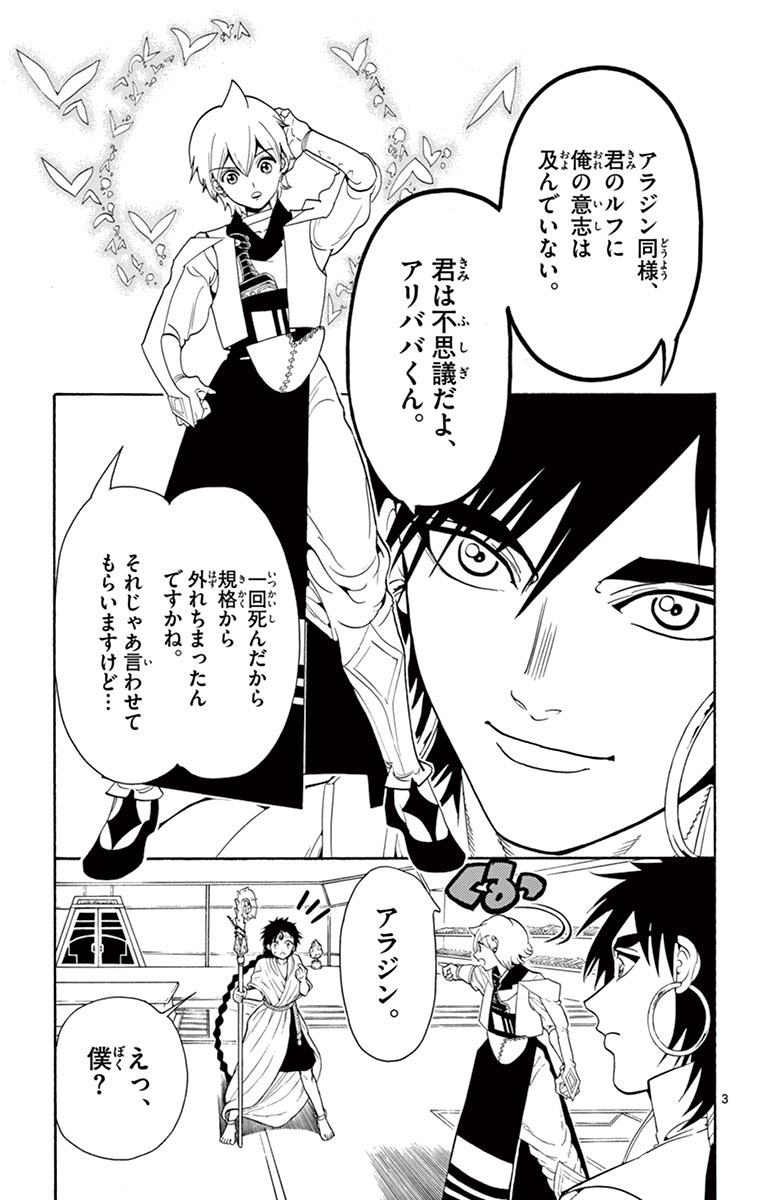 アラジン同様、
君のルフに
俺の意志は
及んでいない。
君は不思議だよ、
アリババくん。
一回死んだから
規格から
外れちまったん
ですかね。
それじゃあ言わせて
もらいますけど…
くるっ
アラジン。
えっ、
僕？
3